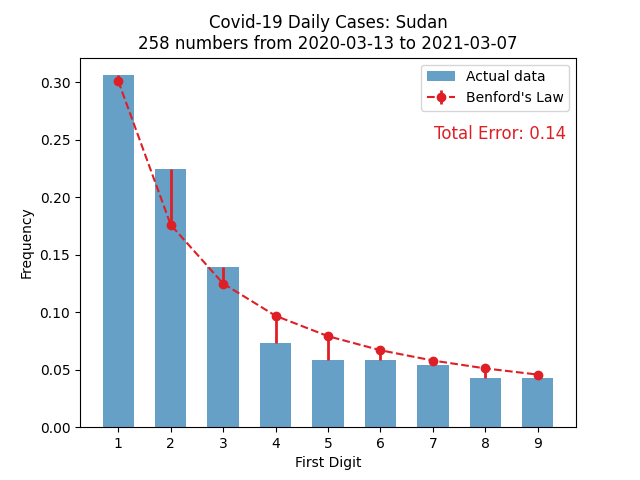 Covid-19 Daily Cases: Sudan
258 numbers from 2020-03-13 to 2021-03-07
Actual data
Benford's Law
Total Error: 0.14
Frequency
0.30
0.25
0.20
0.15
0.10
0.05
0.00
1 2 3 4 5 6 7 8 9
First Digit